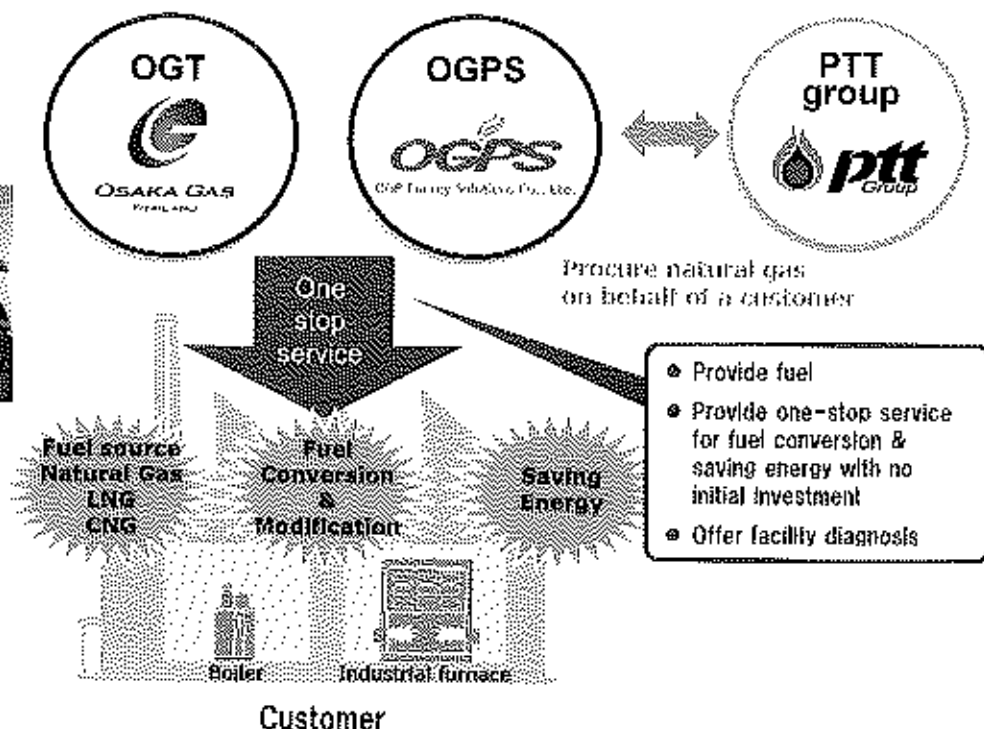 OGT
OSAKA GAS
OGPS
OGPS
PTT
group
ptt
Group
One
stop
service
Procure natural gas
on behalf of a customer
Provide fuel
Provide one-stop service
for fuel conversion &
saving energy with no
initial Investment
Offer facility diagnosis
Fuel source
Natural Gas
LNG
CNG
Fuel
Conversion
&
Modification
Saving
Energy
Boiler
Industrial furnace
Customer